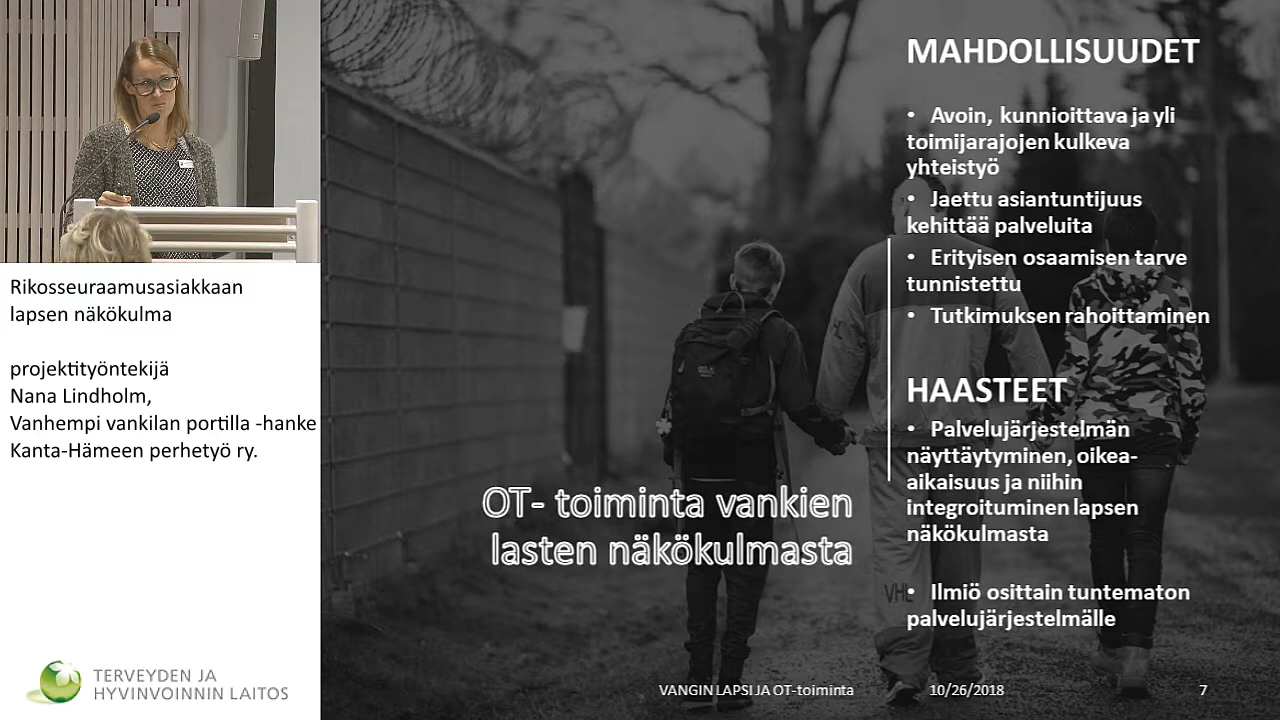 Rikosseuraamusasiakkaan
lapsen näkökulma
projektityöntekijä
Nana Lindholm,
Vanhempi vankilan portilla -hanke
Kanta-Hämeen perhetyö ry.
TERVEYDEN JA
HYVINVOINNIN LAITOS
OT- toiminta vankien
lasten näkökulmasta
MAHDOLLISUUDET
• Avoin, kunnioittava ja yli
toimijarajojen kulkeva
yhteistyö
• Jaettu asiantuntijuus
kehittää palveluita
• Erityisen osaamisen tarve
tunnistettu
• Tutkimuksen rahoittaminen
HAASTEET
• Palvelujärjestelmän
näyttäytyminen, oikea-
aikaisuus ja niihin
integroituminen lapsen
näkökulmasta
• Ilmiö osittain tuntematon
palvelujärjestelmälle
VHL
VANGIN LAPSI JA OT-toiminta
10/26/2018
7